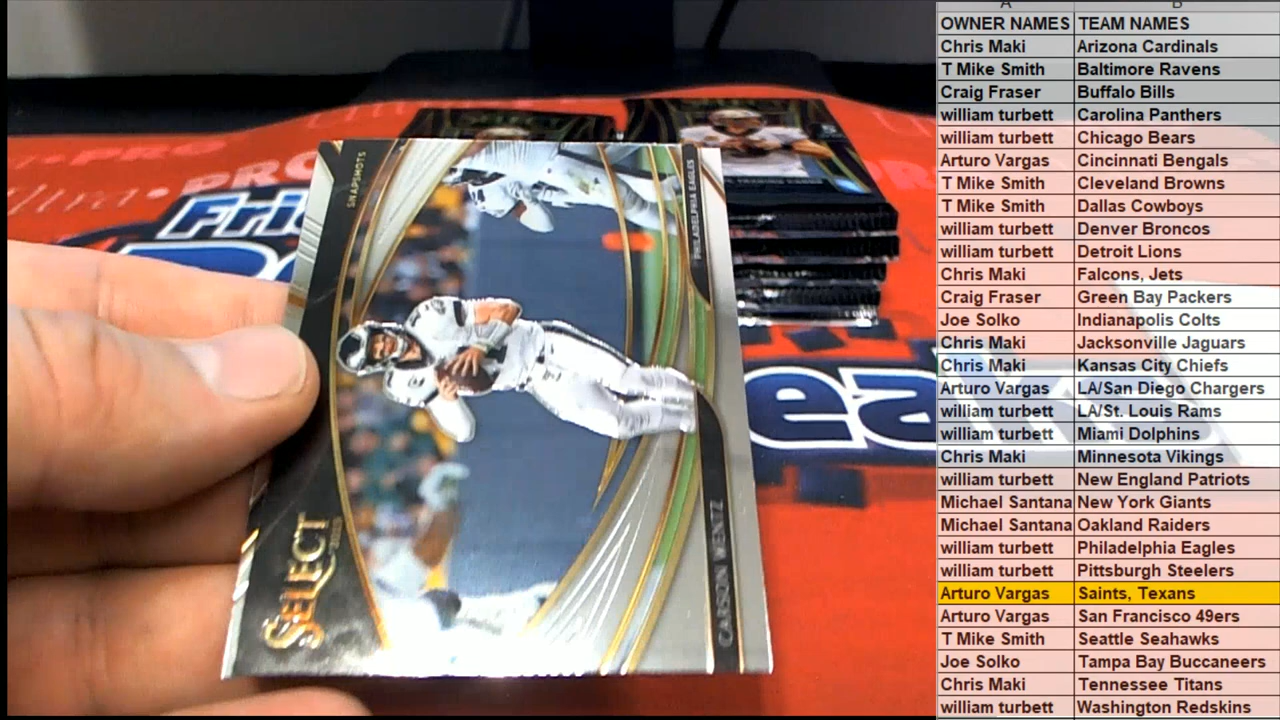 A B
OWNER NAMES TEAM NAMES
Chris Maki Arizona Cardinals
T Mike Smith Baltimore Ravens
Craig Fraser Buffalo Bills
william turbett Carolina Panthers
william turbett Chicago Bears
Arturo Vargas Cincinnati Bengals
T Mike Smith Cleveland Browns
T Mike Smith Dallas Cowboys
william turbett Denver Broncos
william turbett Detroit Lions
Chris Maki Falcons, Jets
Craig Fraser Green Bay Packers
Joe Solko Indianapolis Colts
Chris Maki Jacksonville Jaguars
Chris Maki Kansas City Chiefs
Arturo Vargas LA/San Diego Chargers
william turbett LA/St. Louis Rams
william turbett Miami Dolphins
Chris Maki Minnesota Vikings
william turbett New England Patriots
Michael Santana New York Giants
Michael Santana Oakland Raiders
william turbett Philadelphia Eagles
william turbett Pittsburgh Steelers
Arturo Vargas Saints, Texans
Arturo Vargas San Francisco 49ers
T Mike Smith Seattle Seahawks
Joe Solko Tampa Bay Buccaneers
Chris Maki Tennessee Titans
william turbett Washington Redskins
SNAPSHOTS
PHILADELPHIA EAGLES
SELECT
CARSON WENTZ